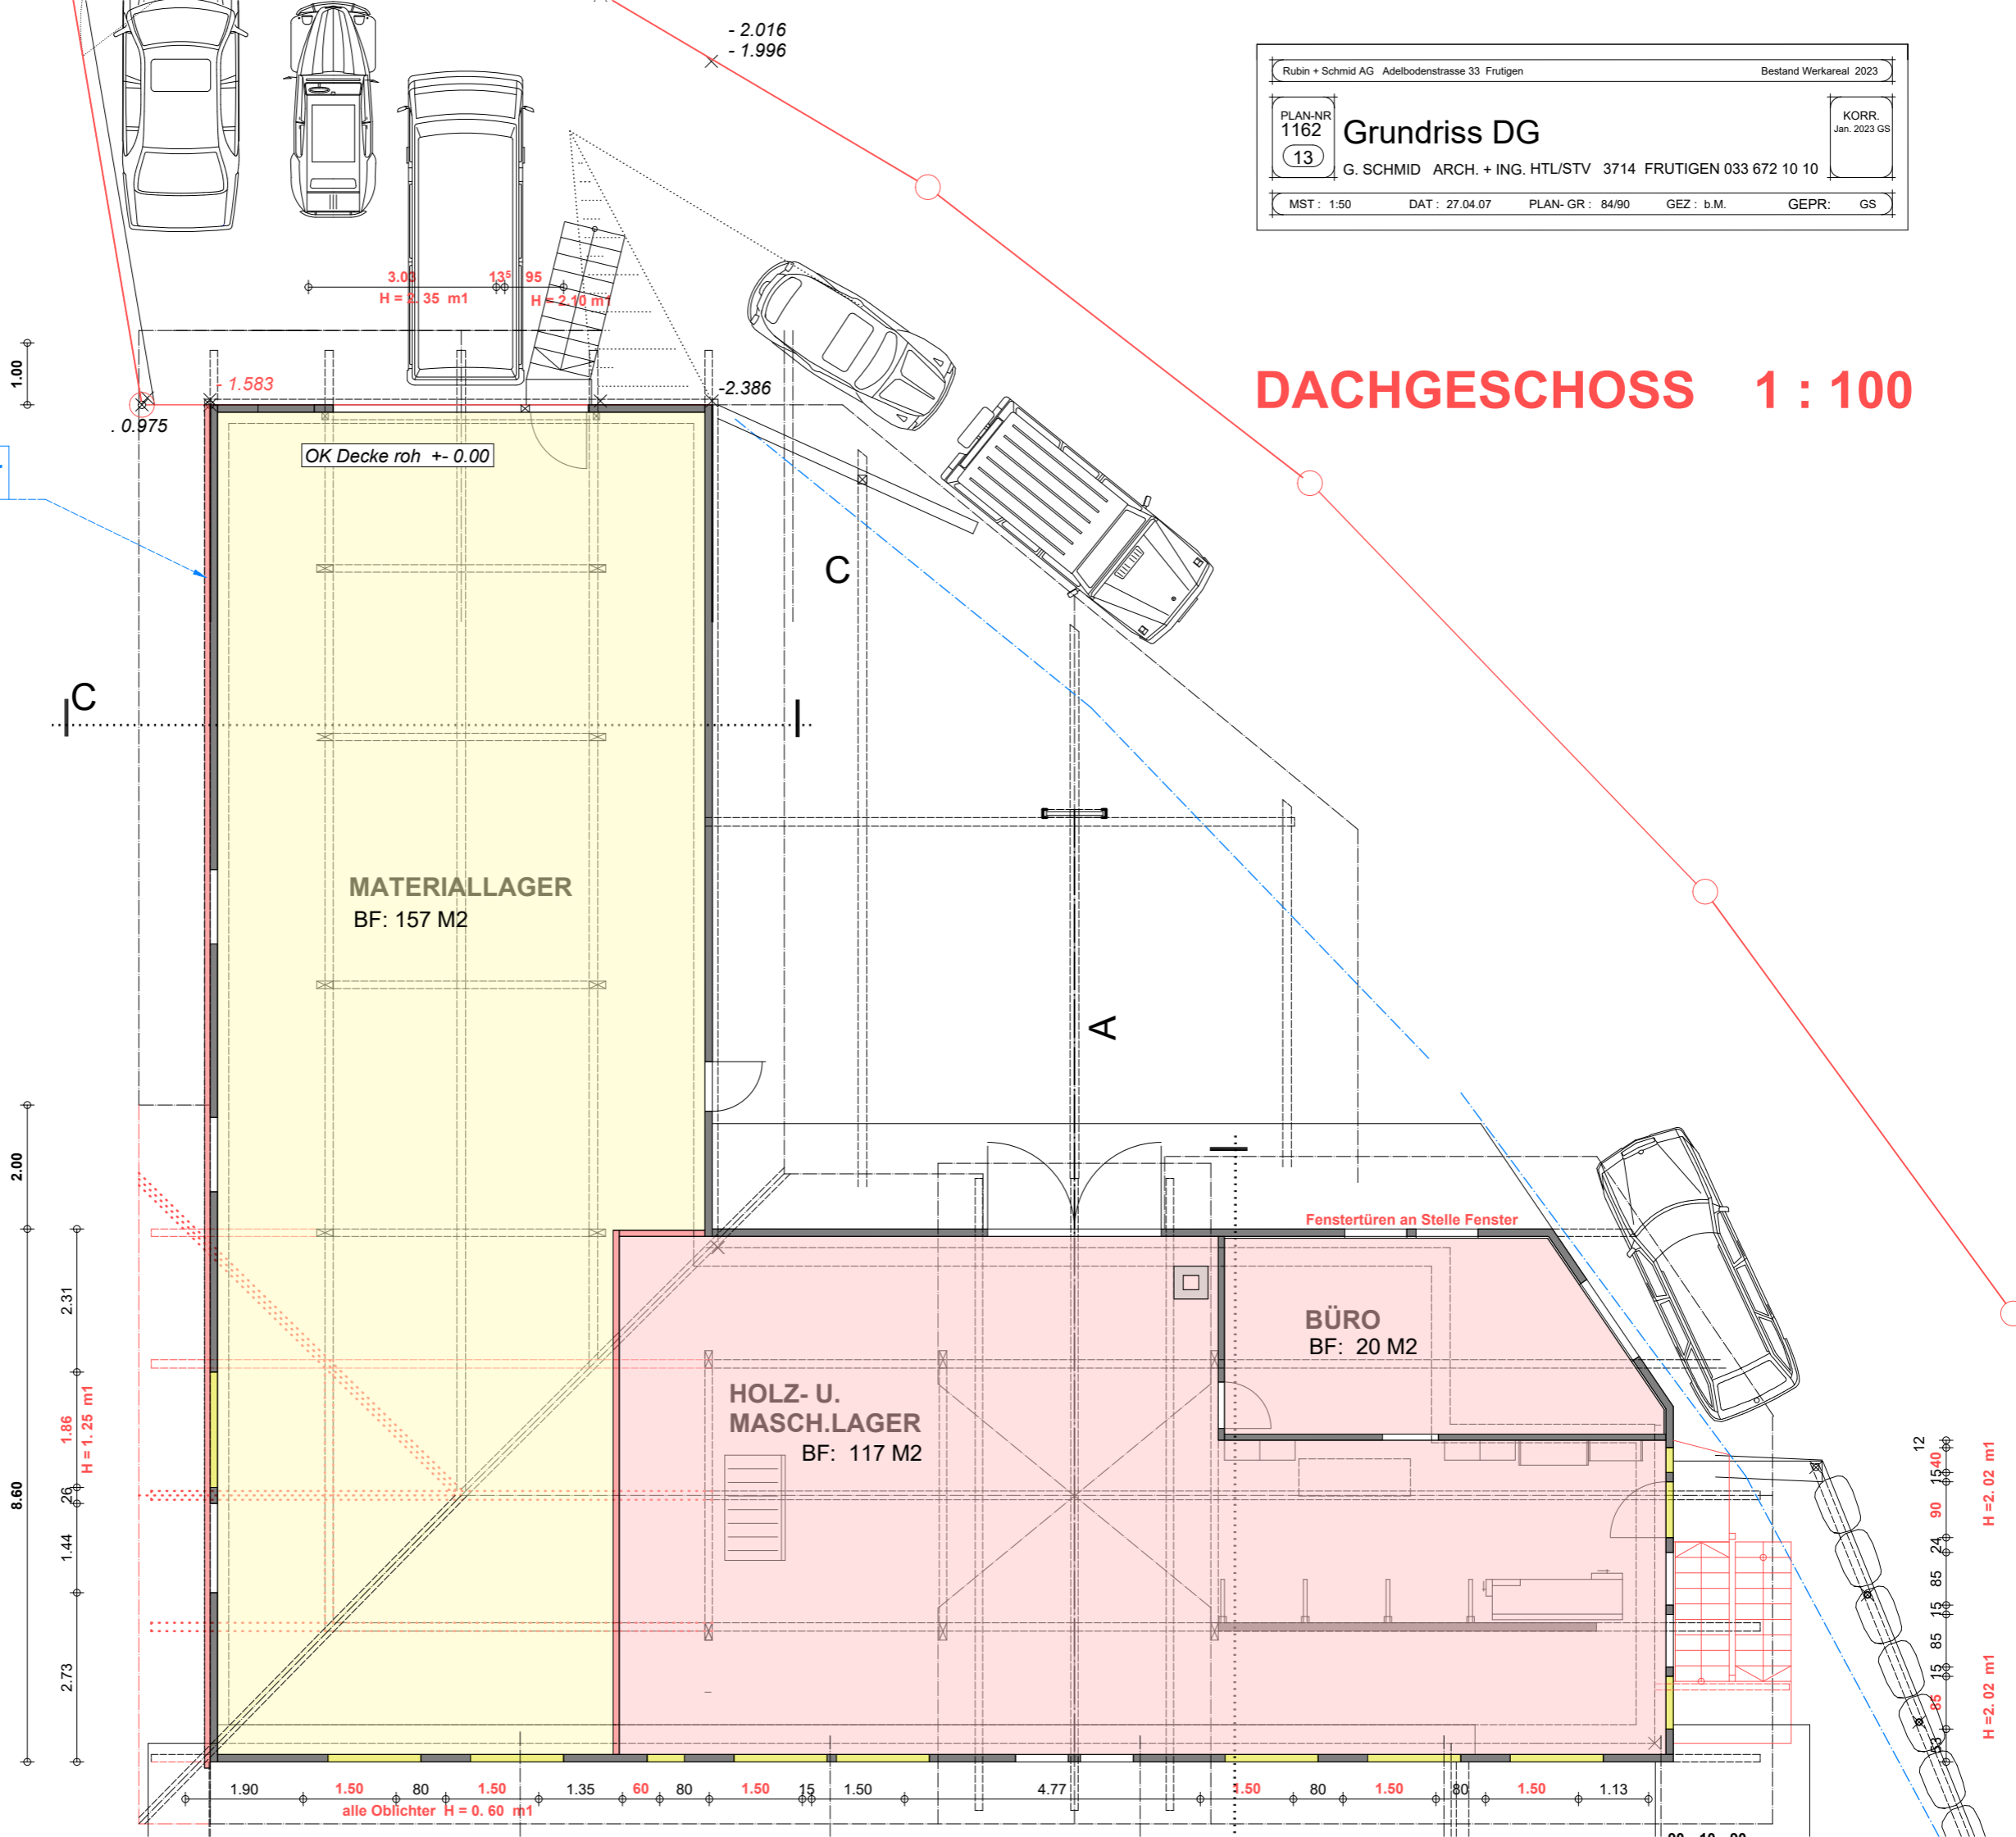 - 2.016
- 1.996
Rubin + Schmid AG Adelbodenstrasse 33 Frutigen
Bestand Werkareal 2023
PLAN-NR
1162
13
Grundriss DG
KORR.
Jan. 2023 GS
G. SCHMID ARCH. + ING. HTL/STV 3714 FRUTIGEN 033 672 10 10
MST : 1:50 DAT : 27.04.07 PLAN- GR : 84/90 GEZ : b.M. GEPR: GS
3.03 13⁵ 95
H = 2. 35 m1 H = 2.10 m1
1.00
- 1.583
-2.386
. 0.975
DACHGESCHOSS 1 : 100
OK Decke roh +- 0.00
C
C
MATERIALLAGER
BF: 157 M2
A
2.00
Fenstertüren an Stelle Fenster
2.31
BÜRO
BF: 20 M2
HOLZ- U.
MASCH.LAGER
BF: 117 M2
1.86
H = 1. 25 m1
26
1.44
2.73
8.60
12
40
15
90
24
85
15
85
15
85
53
H =2. 02 m1
H =2. 02 m1
1.90 1.50 80 1.50 1.35 60 80 1.50 15 1.50 4.77 1.50 80 1.50 80 1.50 1.13
alle Oblichter H = 0. 60 m1